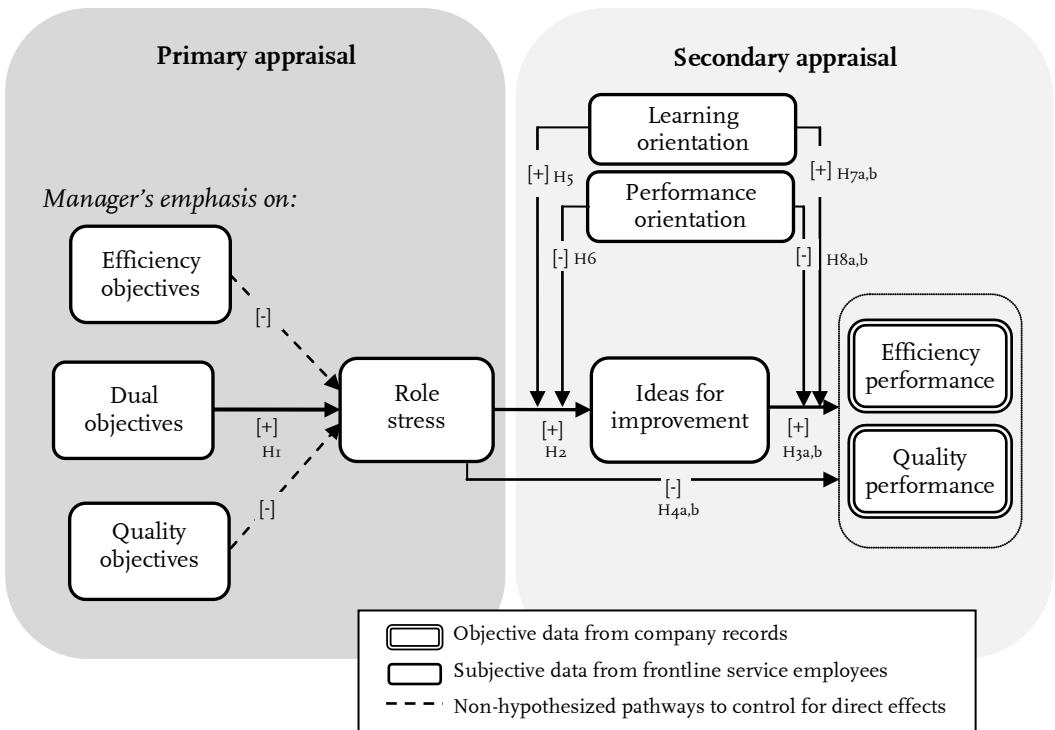 Primary appraisal
Manager's emphasis on:
Efficiency
objectives
[-]
Dual
objectives
[+]
H1
Quality
objectives
[-]
Role
stress
Secondary appraisal
Learning
orientation
[+] H5
[+] H7a,b
Performance
orientation
[-] H6
[-] H8a,b
[+]
H2
Ideas for
improvement
[+]
H3a,b
[-]
H4a,b
Efficiency
performance
Quality
performance
Objective data from company records
Subjective data from frontline service employees
Non-hypothesized pathways to control for direct effects